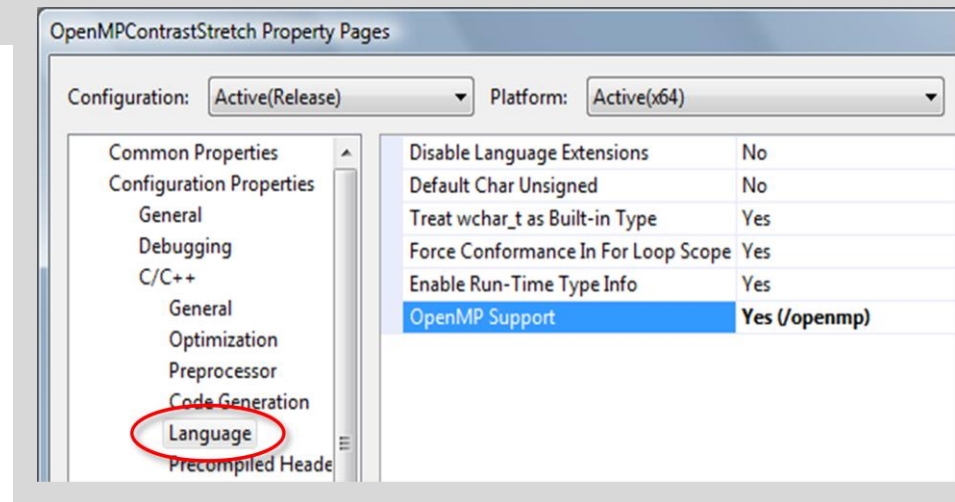 OpenMPContrastStretch Property Pages
Configuration: Active(Release) Platform: Active(x64)
Common Properties
Configuration Properties
General
Debugging
C/C++
General
Optimization
Preprocessor
Code Generation
Language
Precompiled Heade
Disable Language Extensions No
Default Char Unsigned No
Treat wchar_t as Built-in Type Yes
Force Conformance In For Loop Scope Yes
Enable Run-Time Type Info Yes
OpenMP Support Yes (/openmp)